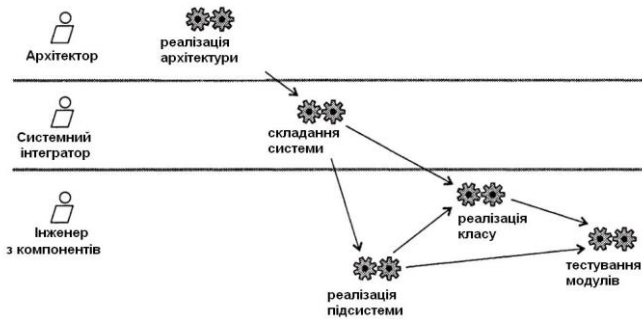 Архітектор
реалізація
архітектури
Системний
інтегратор
складання
системи
Інженер
з компонентів
реалізація
класу
тестування
модулів
реалізація
підсистеми